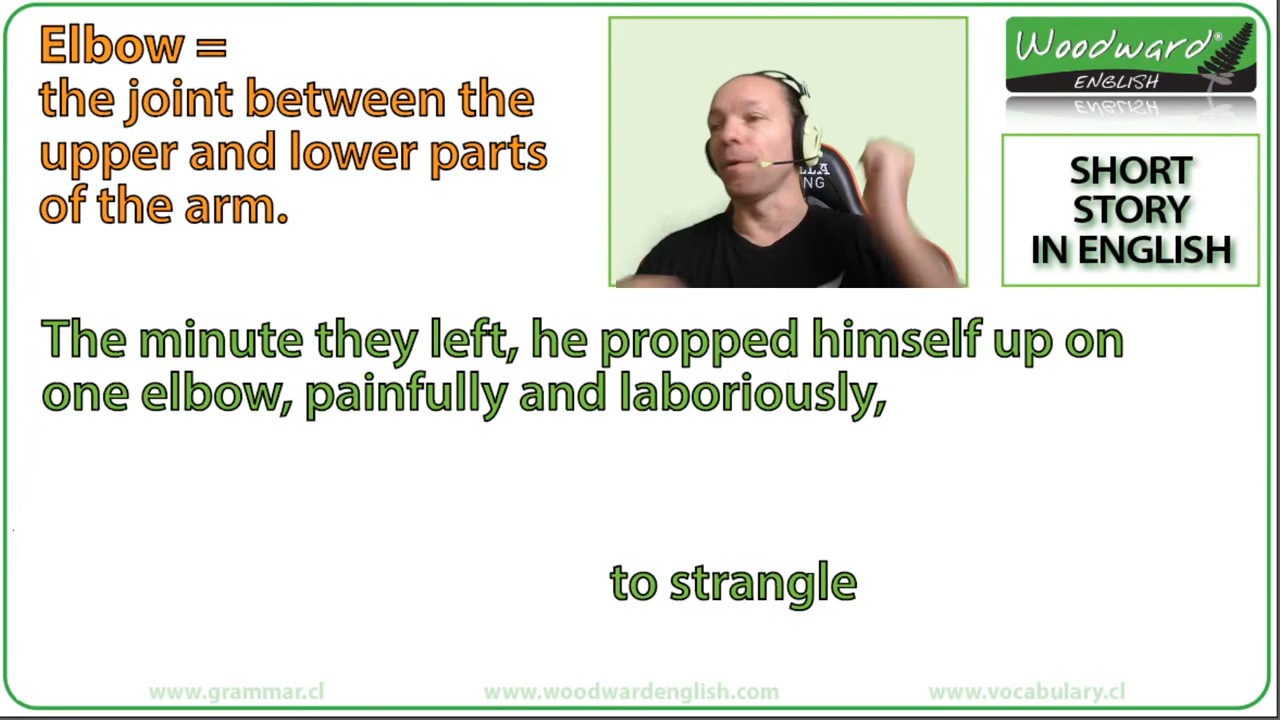 Elbow =
the joint between the
upper and lower parts
of the arm.
Woodward®
ENGLISH
SHORT
STORY
IN ENGLISH
The minute they left, he propped himself up on
one elbow, painfully and laboriously,
to strangle
www.grammar.cl
www.woodwardenglish.com
www.vocabulary.cl